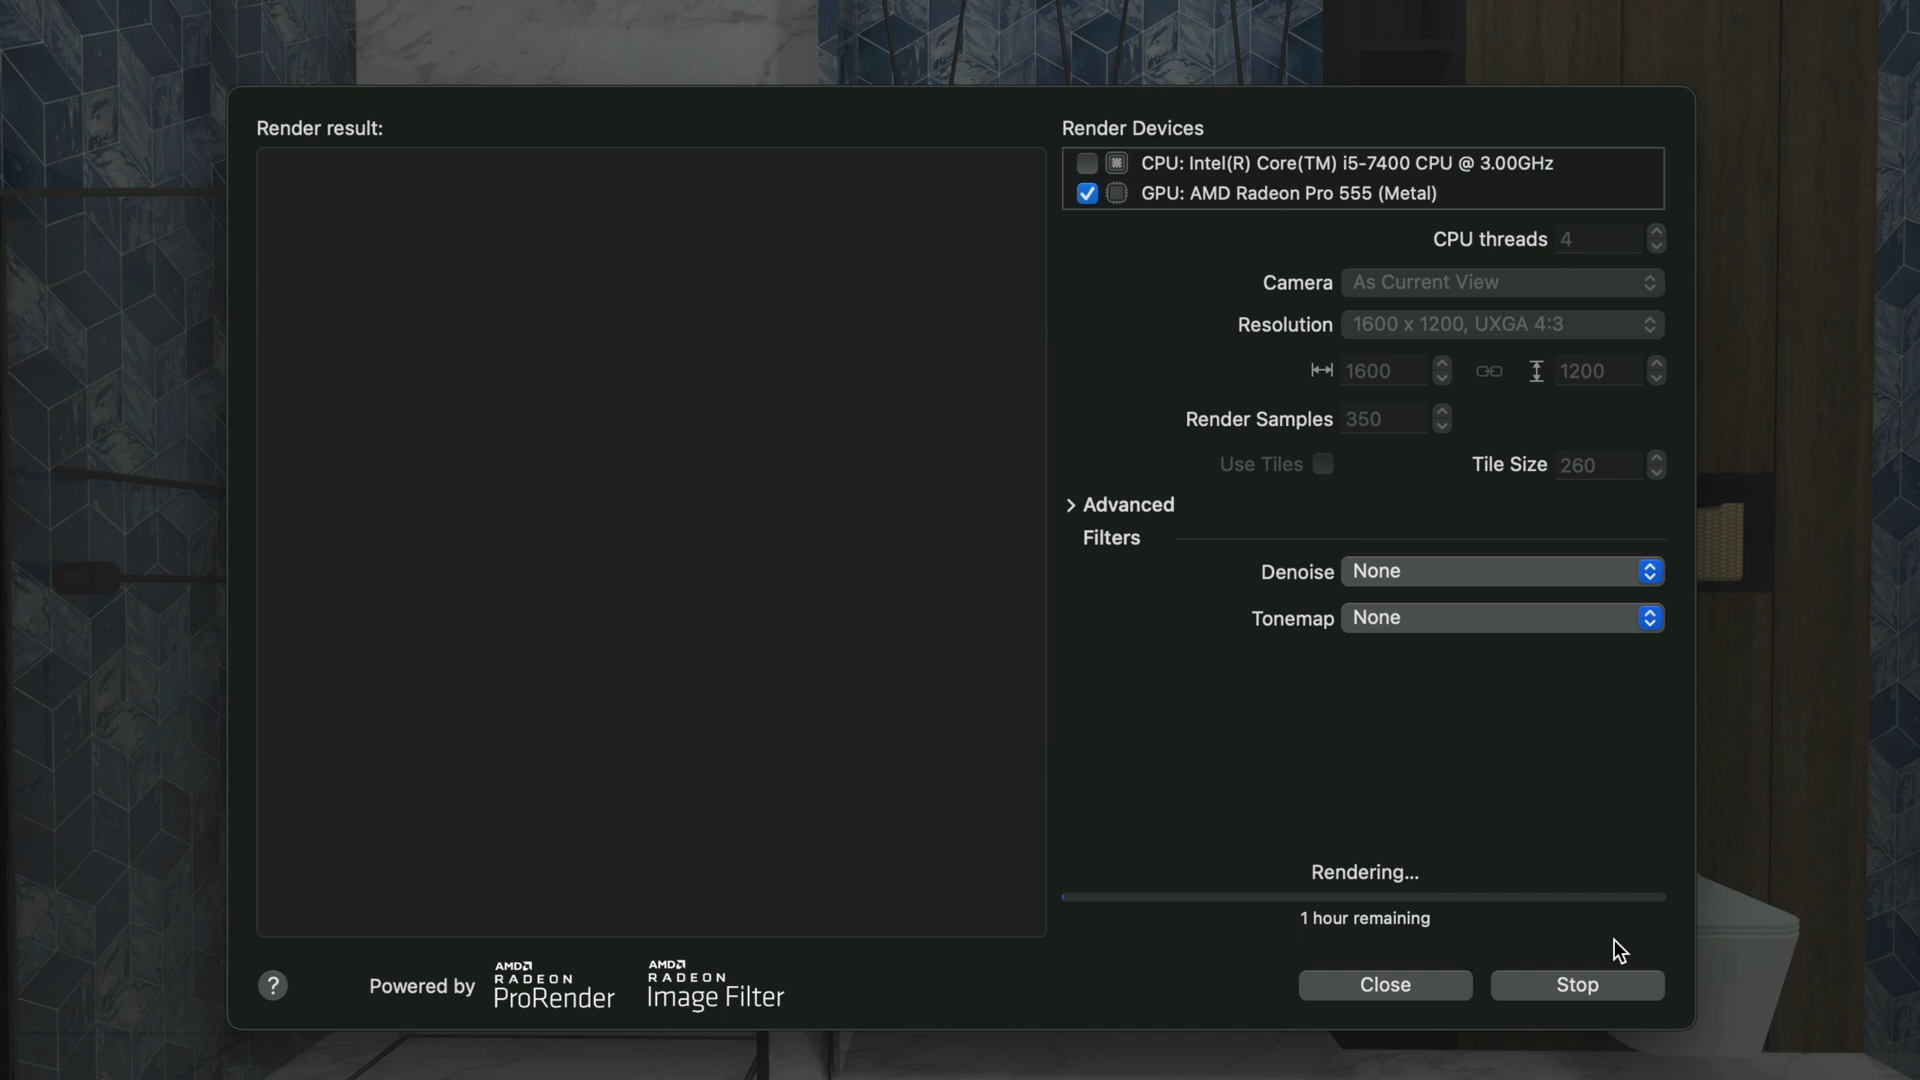 Render result:
Render Devices
CPU: Intel(R) Core(TM) i5-7400 CPU @ 3.00GHz
GPU: AMD Radeon Pro 555 (Metal)
CPU threads 4
Camera As Current View
Resolution 1600 x 1200, UXGA 4:3
1600 1200
Render Samples 350
Use Tiles Tile Size 260
Advanced
Filters
Denoise None
Tonemap None
Rendering...
1 hour remaining
? Powered by
AMD
RADEON
ProRender
AMD
RADEON
Image Filter
Close Stop